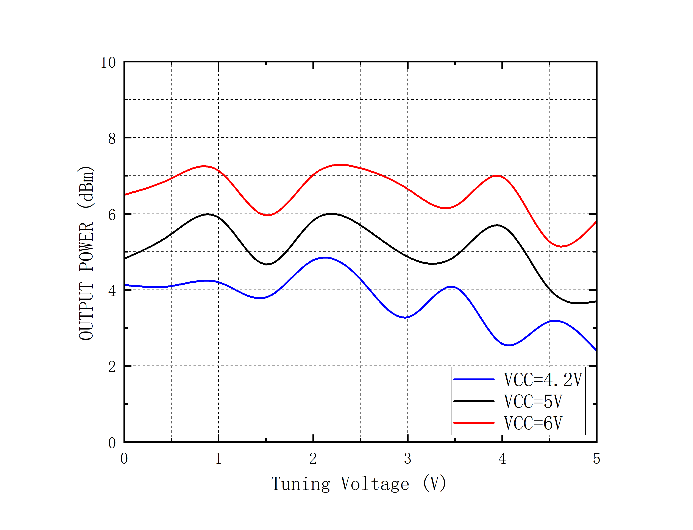 10
8
6
4
2
0
OUTPUT POWER (dBm)
VCC=4.2V
VCC=5V
VCC=6V
0 1 2 3 4 5
Tuning Voltage (V)